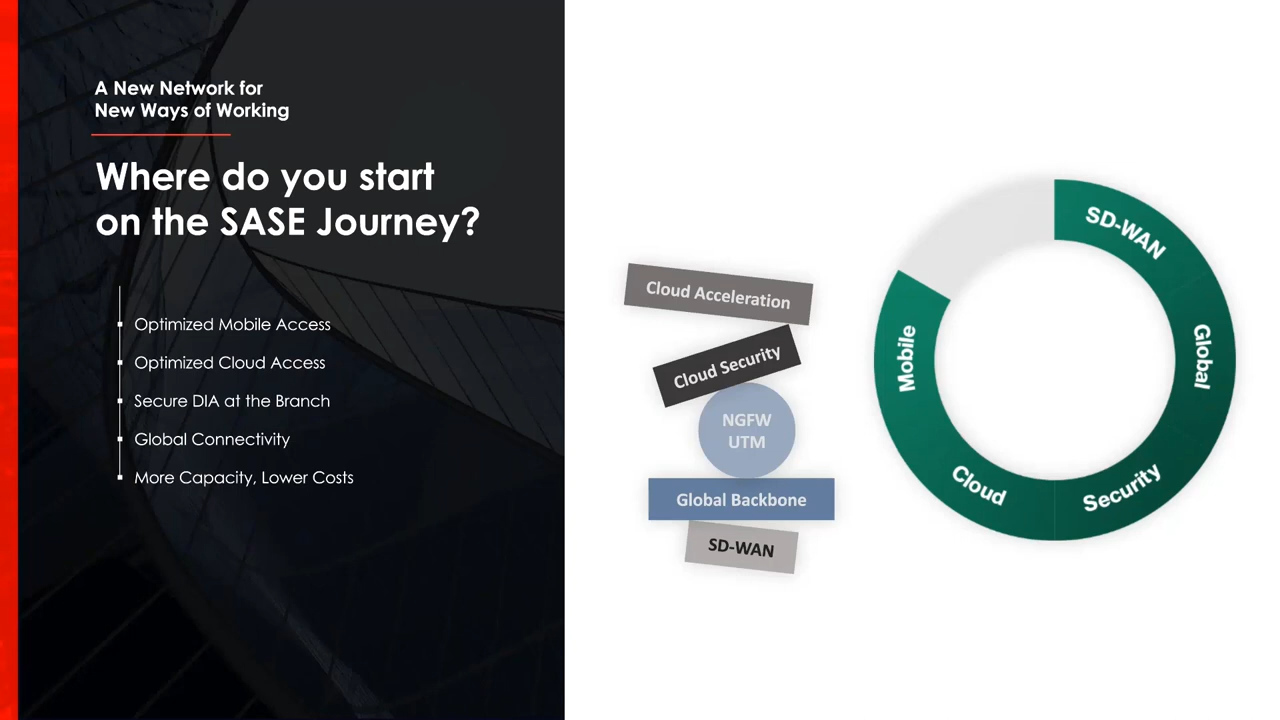 A New Network for
New Ways of Working
Where do you start
on the SASE Journey?
Optimized Mobile Access
Optimized Cloud Access
Secure DIA at the Branch
Global Connectivity
More Capacity, Lower Costs
Cloud Acceleration
Cloud Security
NGFW
UTM
Global Backbone
SD-WAN
SD-WAN
Global
Security
Cloud
Mobile